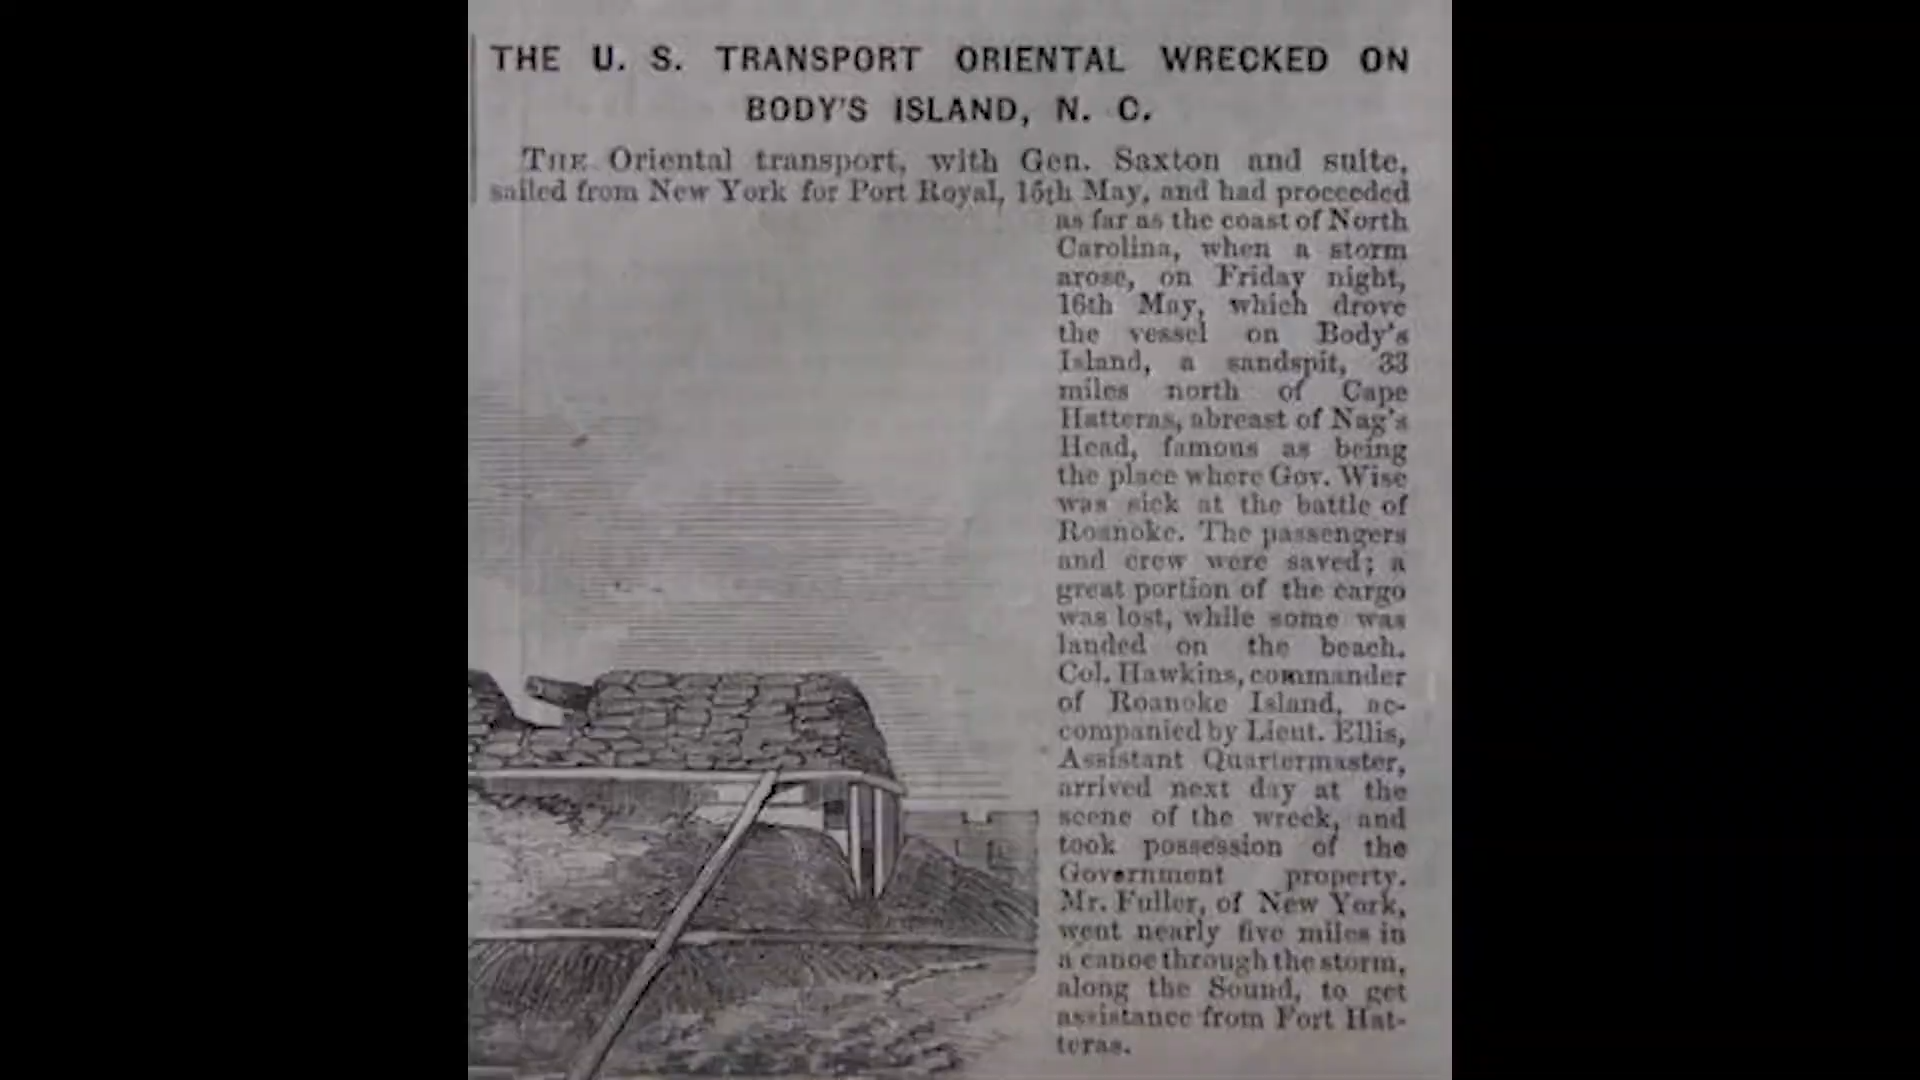 THE U. S. TRANSPORT ORIENTAL WRECKED ON
BODY'S ISLAND, N. C.
THE Oriental transport, with Gen. Saxton and suite,
sailed from New York for Port Royal, 15th May, and had proceeded
as far as the coast of North
Carolina, when a storm
arose, on Friday night,
16th May, which drove
the vessel on Body's
Island, a sandspit, 33
miles north of Cape
Hatteras, abreast of Nag's
Head, famous as being
the place where Gov. Wise
was sick at the battle of
Roanoke. The passengers
and crew were saved; a
great portion of the cargo
was lost, while some was
landed on the beach.
Col. Hawkins, commander
of Roanoke Island, ac-
companied by Lieut. Ellis,
Assistant Quartermaster,
arrived next day at the
scene of the wreck, and
took possession of the
Government property.
Mr. Fuller, of New York,
went nearly five miles in
a canoe through the storm,
along the Sound, to get
assistance from Fort Hat-
teras.